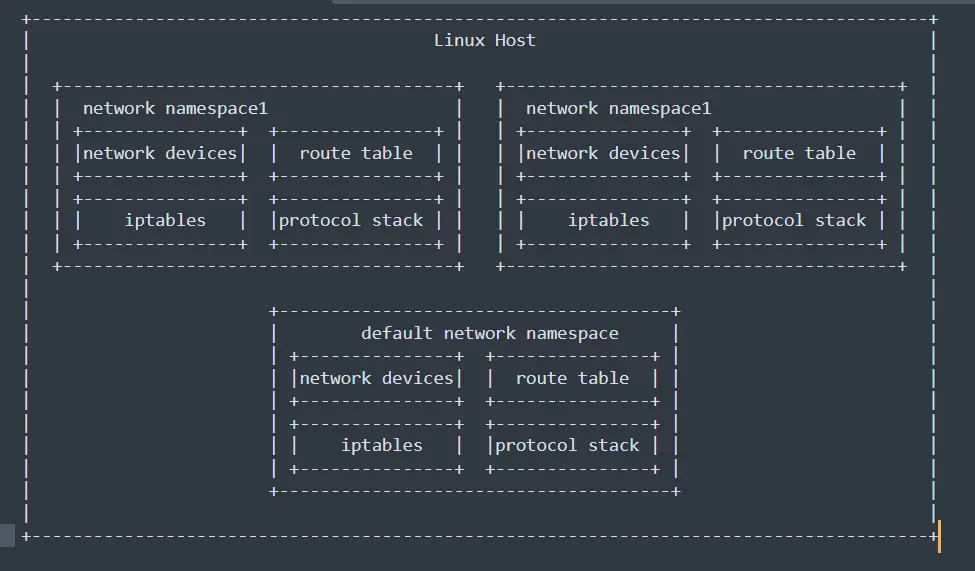 Linux Host
network namespace1 network namespace1
network devices route table network devices route table
iptables protocol stack iptables protocol stack
default network namespace
network devices route table
iptables protocol stack